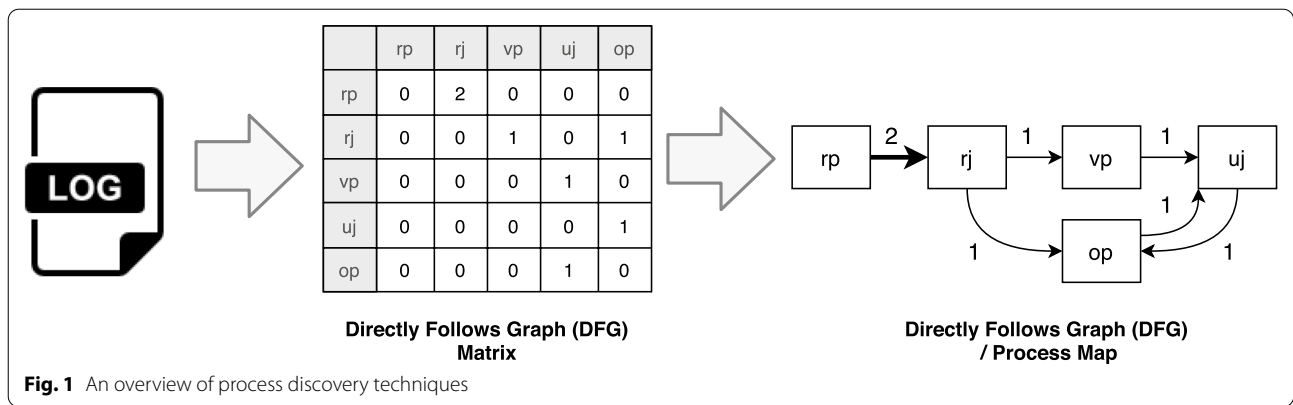 LOG
rp rj vp uj op
rp 0 2 0 0 0
rj 0 0 1 0 1
vp 0 0 0 1 0
uj 0 0 0 0 1
op 0 0 0 1 0
Directly Follows Graph (DFG)
Matrix
rp 2 rj 1 vp 1 uj
1 op 1 1
Directly Follows Graph (DFG)
/ Process Map
Fig. 1 An overview of process discovery techniques